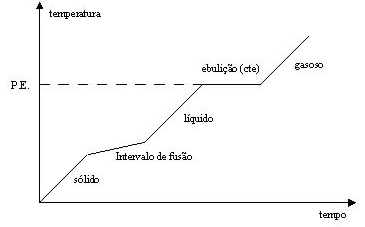 temperatura
ebulição (cte)
gasoso
P.E.
líquido
Intervalo de fusão
sólido
tempo